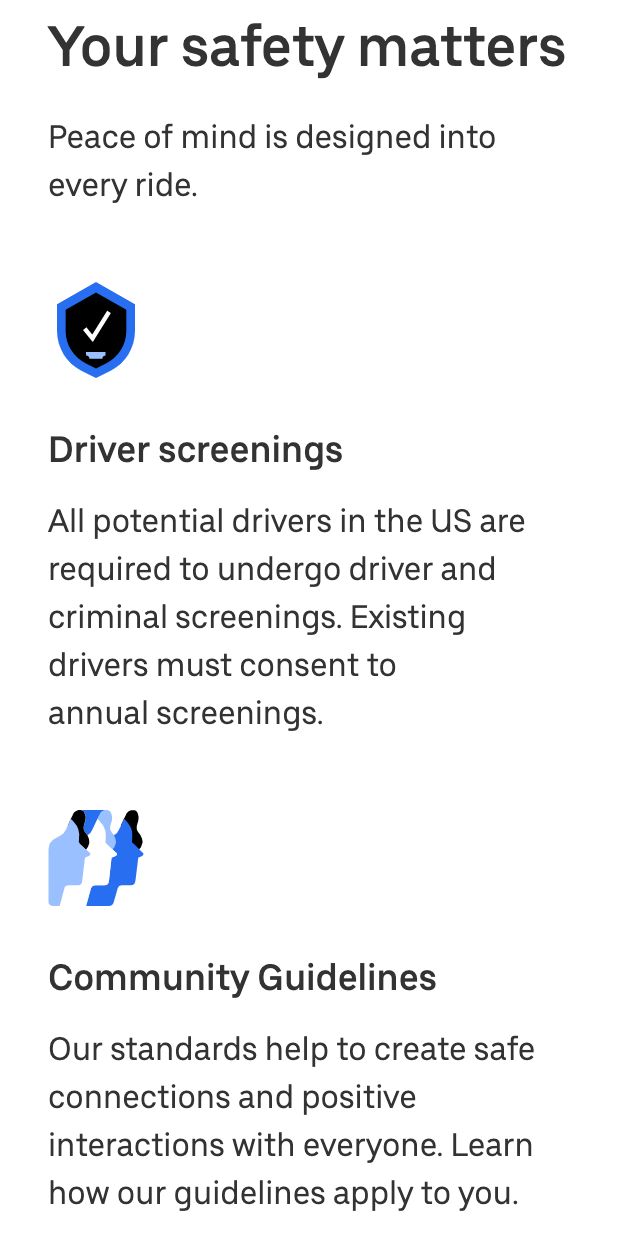 Your safety matters
Peace of mind is designed into
every ride.
Driver screenings
All potential drivers in the US are
required to undergo driver and
criminal screenings. Existing
drivers must consent to
annual screenings.
Community Guidelines
Our standards help to create safe
connections and positive
interactions with everyone. Learn
how our guidelines apply to you.